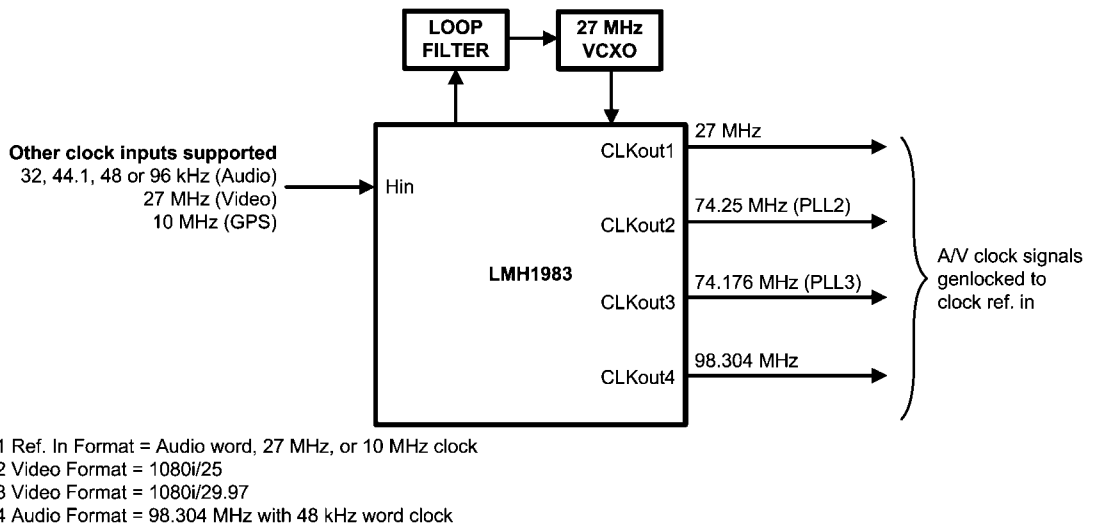 LOOP
FILTER
27 MHz
VCXO
Other clock inputs supported
32, 44.1, 48 or 96 kHz (Audio)
27 MHz (Video)
10 MHz (GPS)
Hin
LMH1983
CLKout1
27 MHz
CLKout2
74.25 MHz (PLL2)
CLKout3
74.176 MHz (PLL3)
CLKout4
98.304 MHz
A/V clock signals
genlocked to
clock ref. in
1 Ref. In Format = Audio word, 27 MHz, or 10 MHz clock
2 Video Format = 1080i/25
3 Video Format = 1080i/29.97
4 Audio Format = 98.304 MHz with 48 kHz word clock